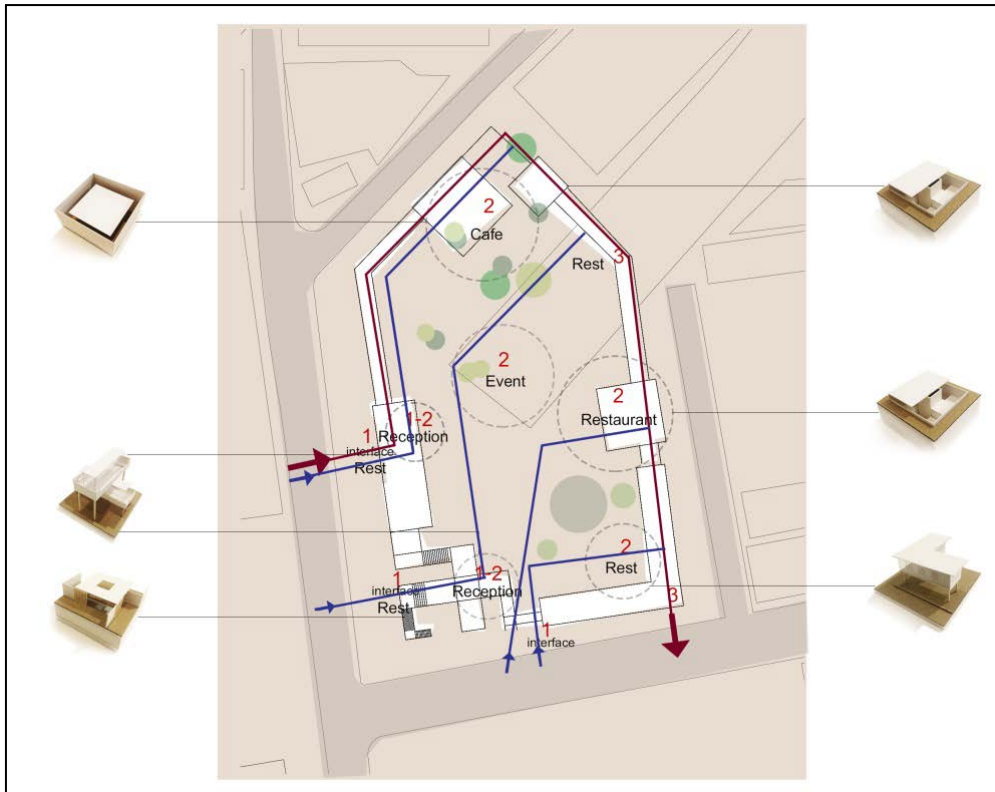 2
Cafe
Rest
3
2
Event
2
Restaurant
1-2
1
Reception
interface
Rest
2
Rest
1-2
1
Reception
interface
Rest
3
1
interface